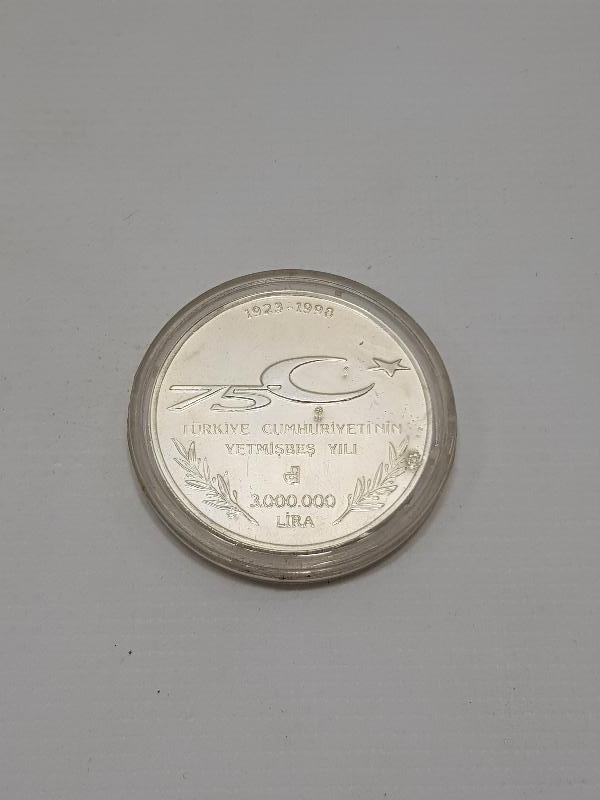 1923-1998
75
TÜRKİYE CUMHURİYETİ'NİN
YETMİŞBEŞ YILI
3.000.000
LİRA